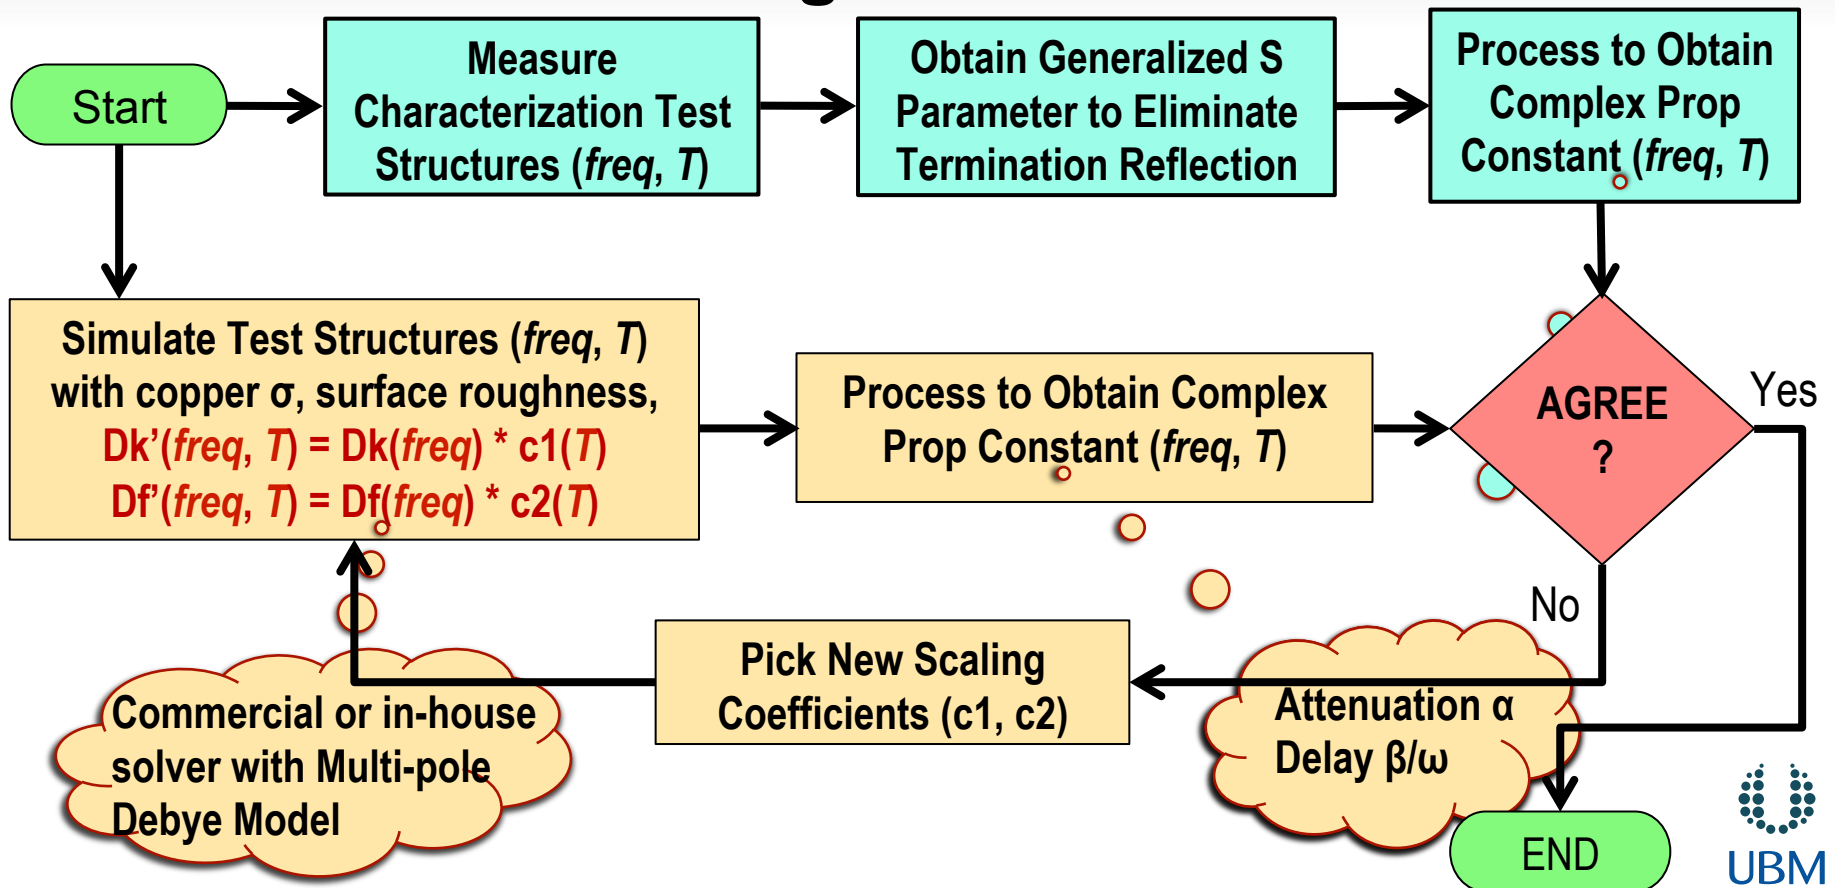 Start
Measure
Characterization Test
Structures (freq, T)
Obtain Generalized S
Parameter to Eliminate
Termination Reflection
Process to Obtain
Complex Prop
Constant (freq, T)
Simulate Test Structures (freq, T)
with copper σ, surface roughness,
Dk’(freq, T) = Dk(freq) * c1(T)
Df’(freq, T) = Df(freq) * c2(T)
Process to Obtain Complex
Prop Constant (freq, T)
AGREE
?
Yes
No
Pick New Scaling
Coefficients (c1, c2)
Commercial or in-house
solver with Multi-pole
Debye Model
Attenuation α
Delay β/ω
END
UBM